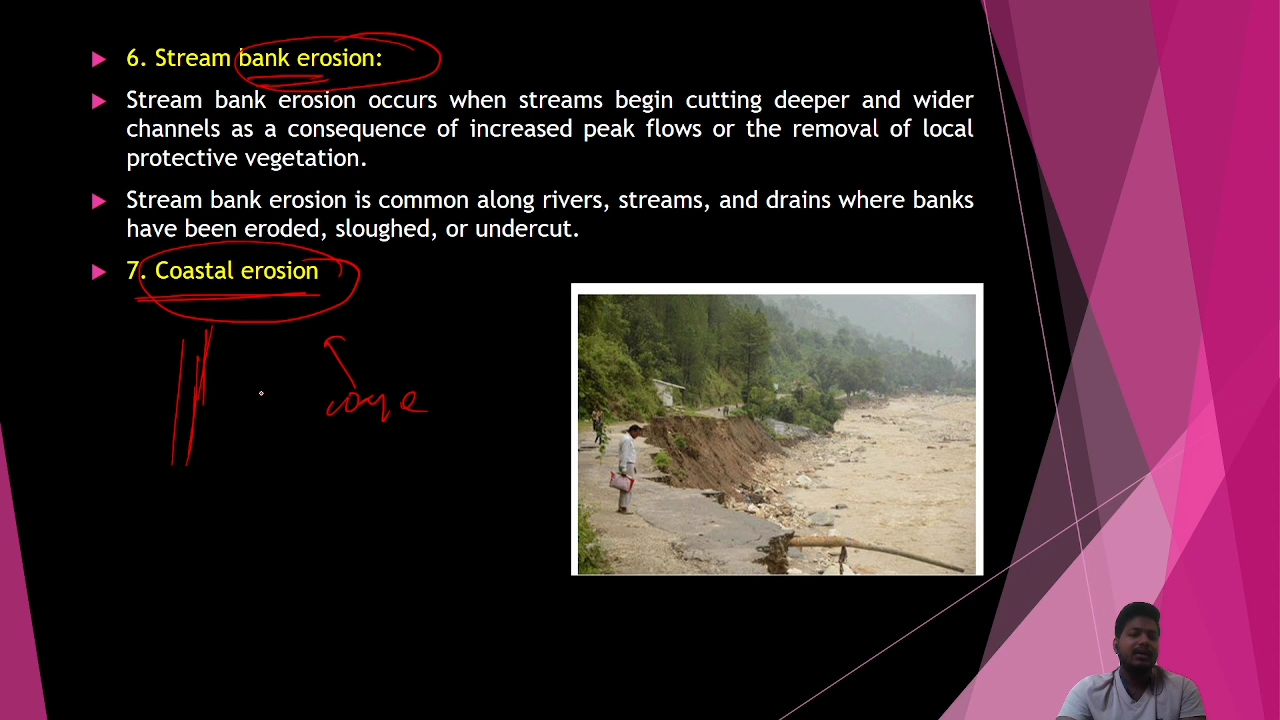 6. Stream bank erosion:
Stream bank erosion occurs when streams begin cutting deeper and wider
channels as a consequence of increased peak flows or the removal of local
protective vegetation.
Stream bank erosion is common along rivers, streams, and drains where banks
have been eroded, sloughed, or undercut.
7. Coastal erosion